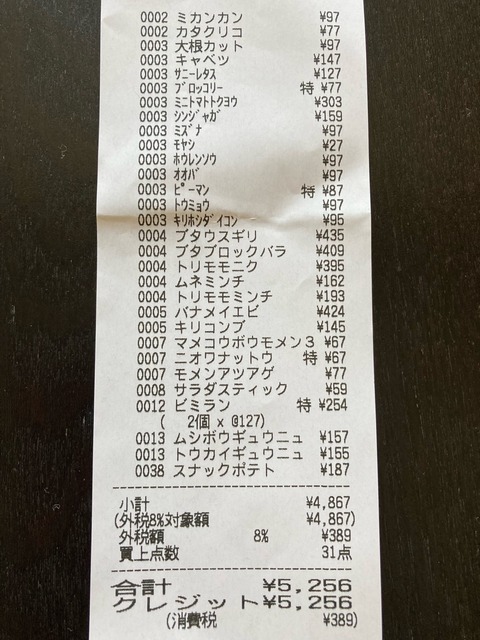 0002 ミカンカン ¥97
0002 カタクリコ ¥77
0003 大根カット ¥97
0003 キャベツ ¥147
0003 ｻﾆｰﾚﾀｽ ¥127
0003 ﾌﾞﾛｯｺﾘｰ 特 ¥77
0003 ﾐﾆﾄﾏﾄﾄｸﾖｳ ¥303
0003 ｼﾝｼﾞｬｶﾞ ¥159
0003 ﾐｽﾞﾅ ¥97
0003 ﾓﾔｼ ¥27
0003 ﾎｳﾚﾝｿｳ ¥97
0003 ｵｵﾊﾞ ¥97
0003 ﾋﾟｰﾏﾝ 特 ¥87
0003 ﾄｳﾐｮｳ ¥97
0003 ｷﾘﾎｼﾀﾞｲｺﾝ ¥95
0004 ブタウスギリ ¥435
0004 ブタブロックバラ ¥409
0004 トリモモニク ¥395
0004 ムネミンチ ¥162
0004 トリモモミンチ ¥193
0005 バナメイエビ ¥424
0005 キリコンブ ¥145
0007 マメコウボウモメン3 ¥67
0007 ニオワナットウ 特 ¥67
0007 モメンアツアゲ ¥77
0008 サラダスティック ¥59
0012 ビミラン 特 ¥254
( 2個 x @127)
0013 ムシボウギュウニュ ¥157
0013 トウカイギュウニュ ¥155
0038 スナックポテト ¥187
小計 ¥4,867
(外税8%対象額 ¥4,867)
外税額 8% ¥389
買上点数 31点
合計 ¥5,256
クレジット ¥5,256
(消費税 ¥389)